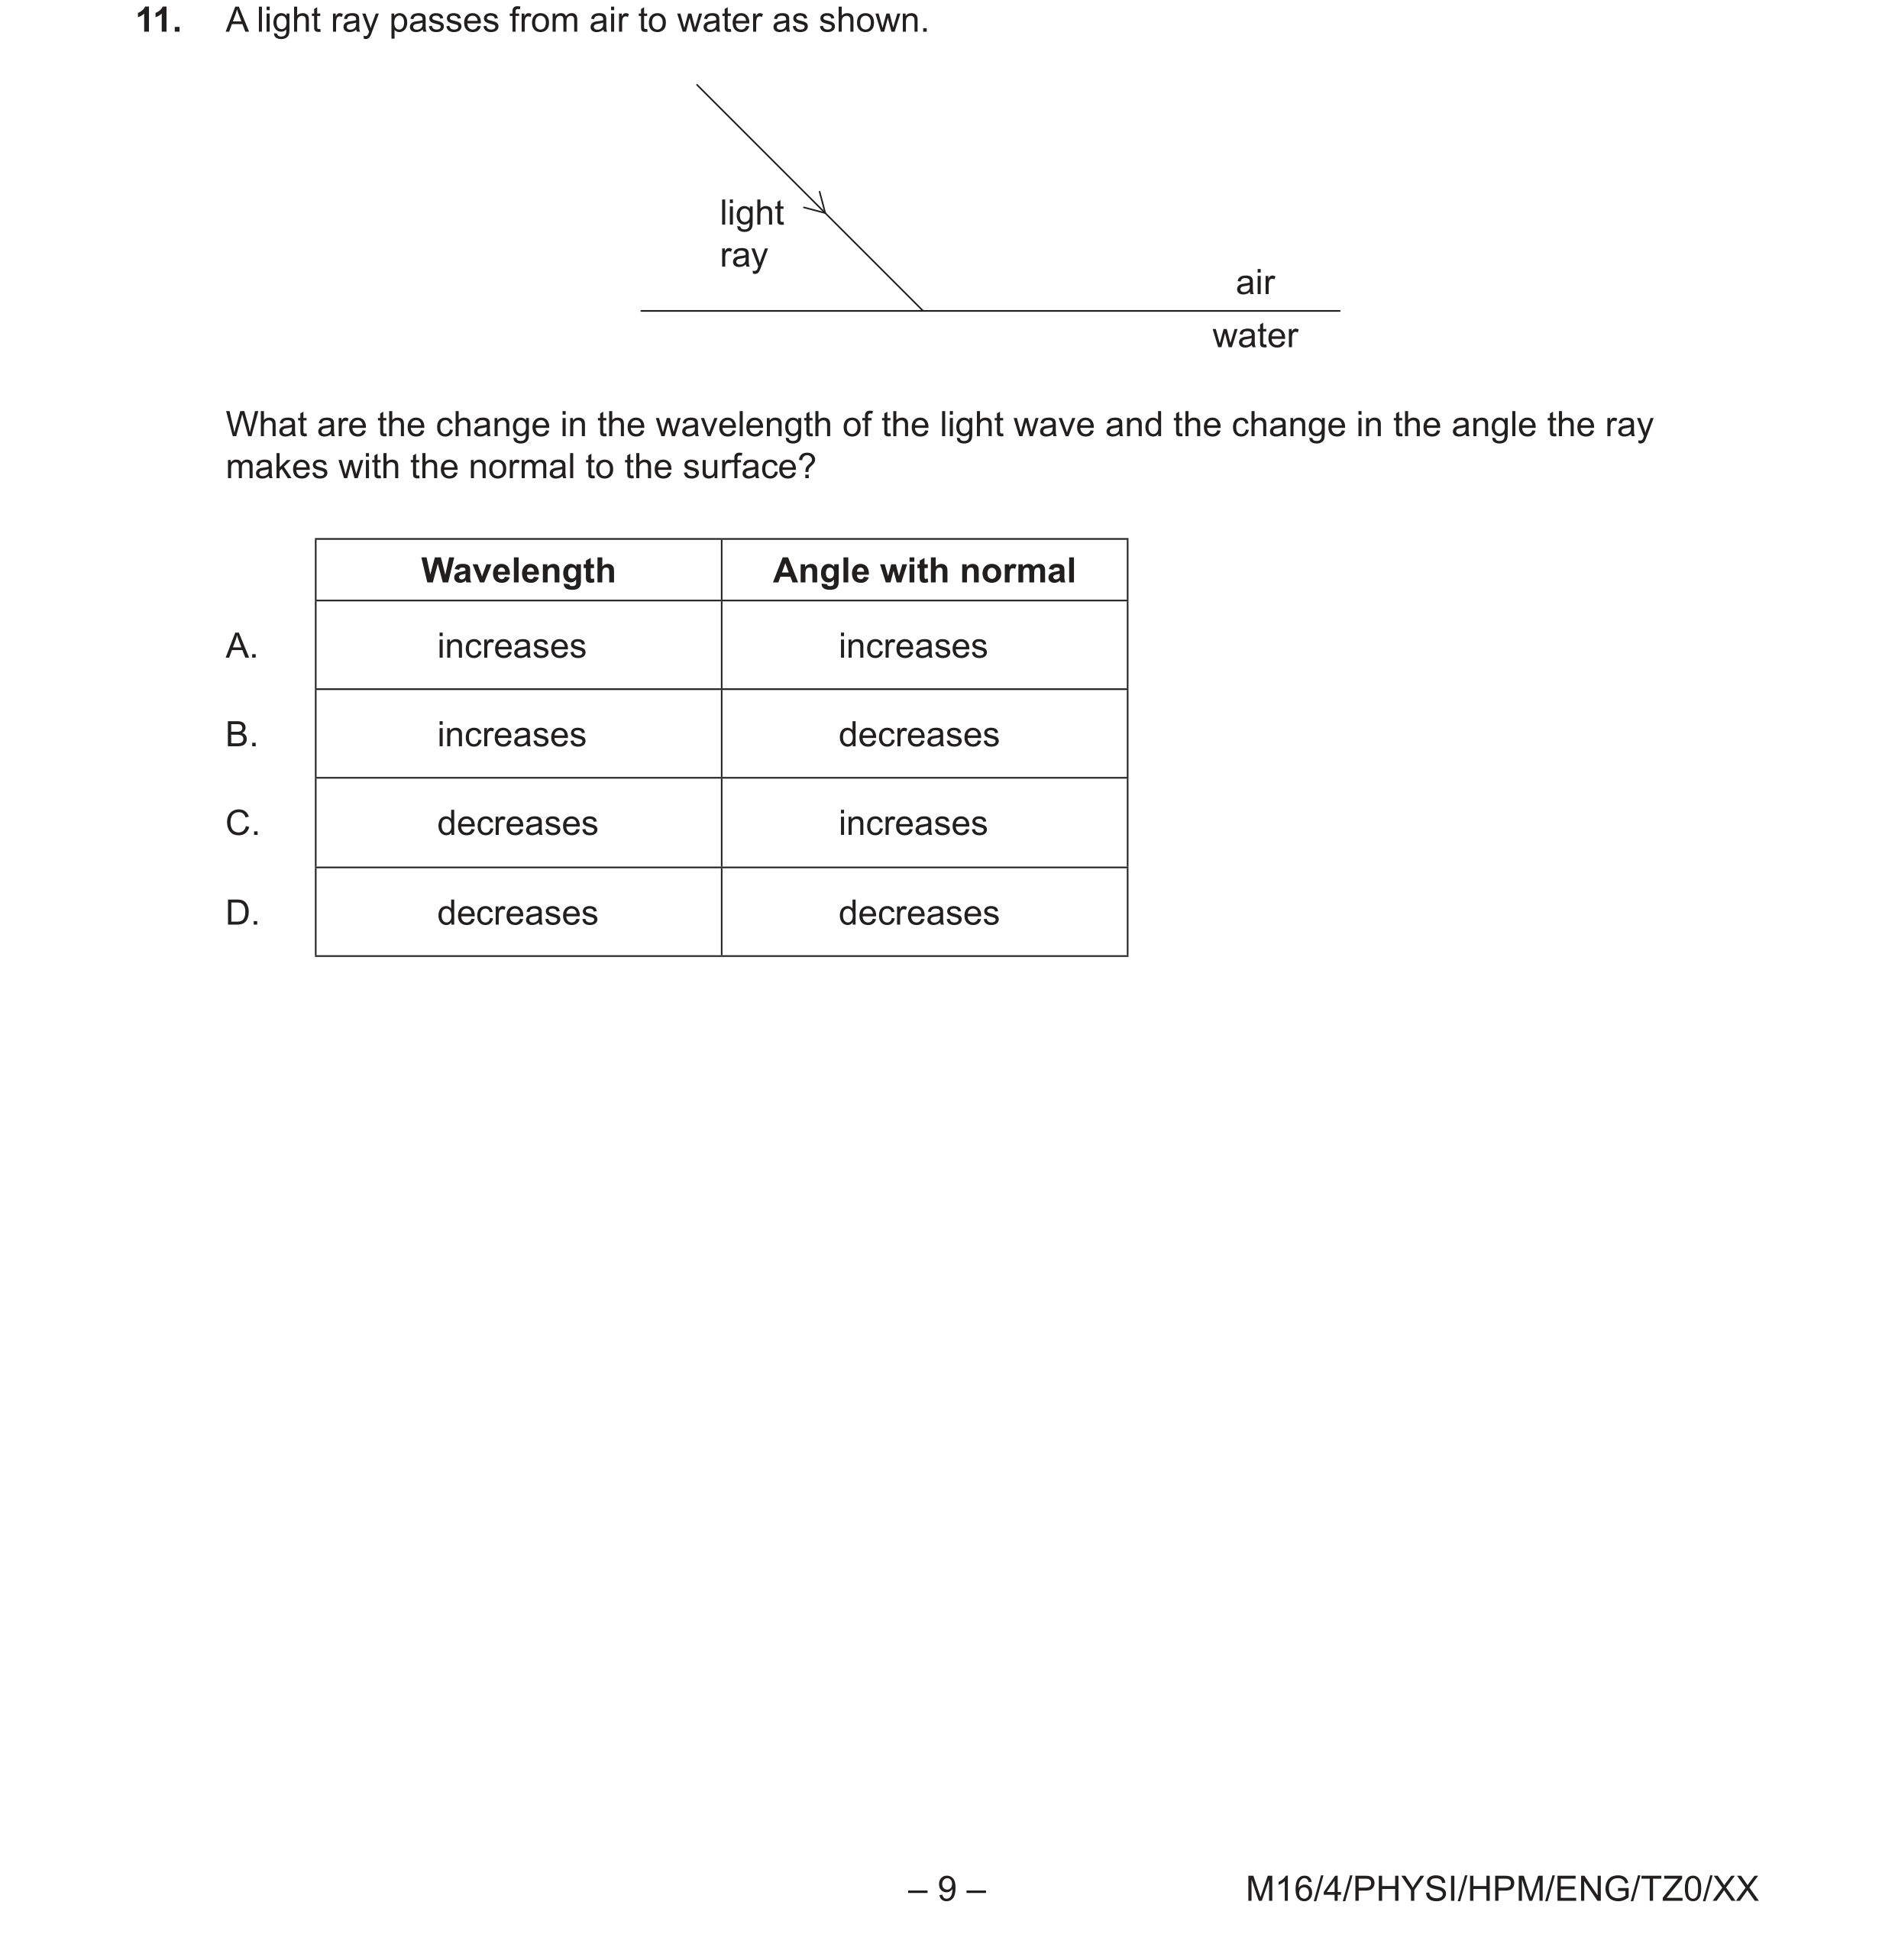 11. A light ray passes from air to water as shown.
light
ray
air
water
What are the change in the wavelength of the light wave and the change in the angle the ray
makes with the normal to the surface?
Wavelength Angle with normal
A. increases increases
B. increases decreases
C. decreases increases
D. decreases decreases
– 9 – M16/4/PHYSI/HPM/ENG/TZ0/XX